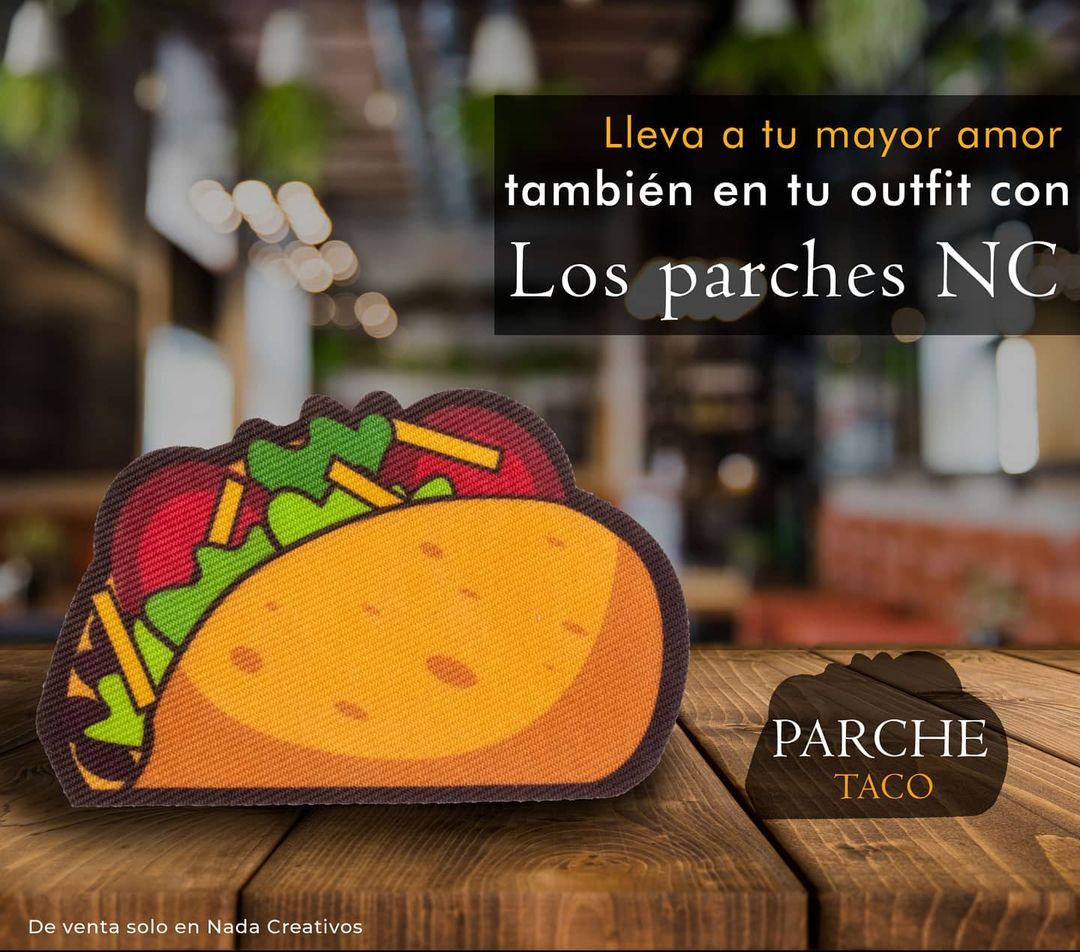 Lleva a tu mayor amor
también en tu outfit con
Los parches NC
PARCHE
TACO
De venta solo en Nada Creativos